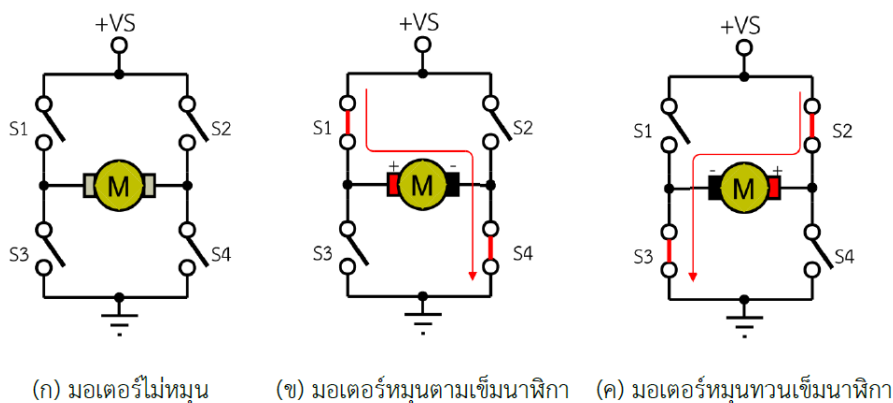 +VS
S1
S2
M
S3
S4
+VS
S1
S2
+
-
M
S3
S4
+VS
S1
S2
-
+
M
S3
S4
(ก) มอเตอร์ไม่หมุน
(ข) มอเตอร์หมุนตามเข็มนาฬิกา
(ค) มอเตอร์หมุนทวนเข็มนาฬิกา